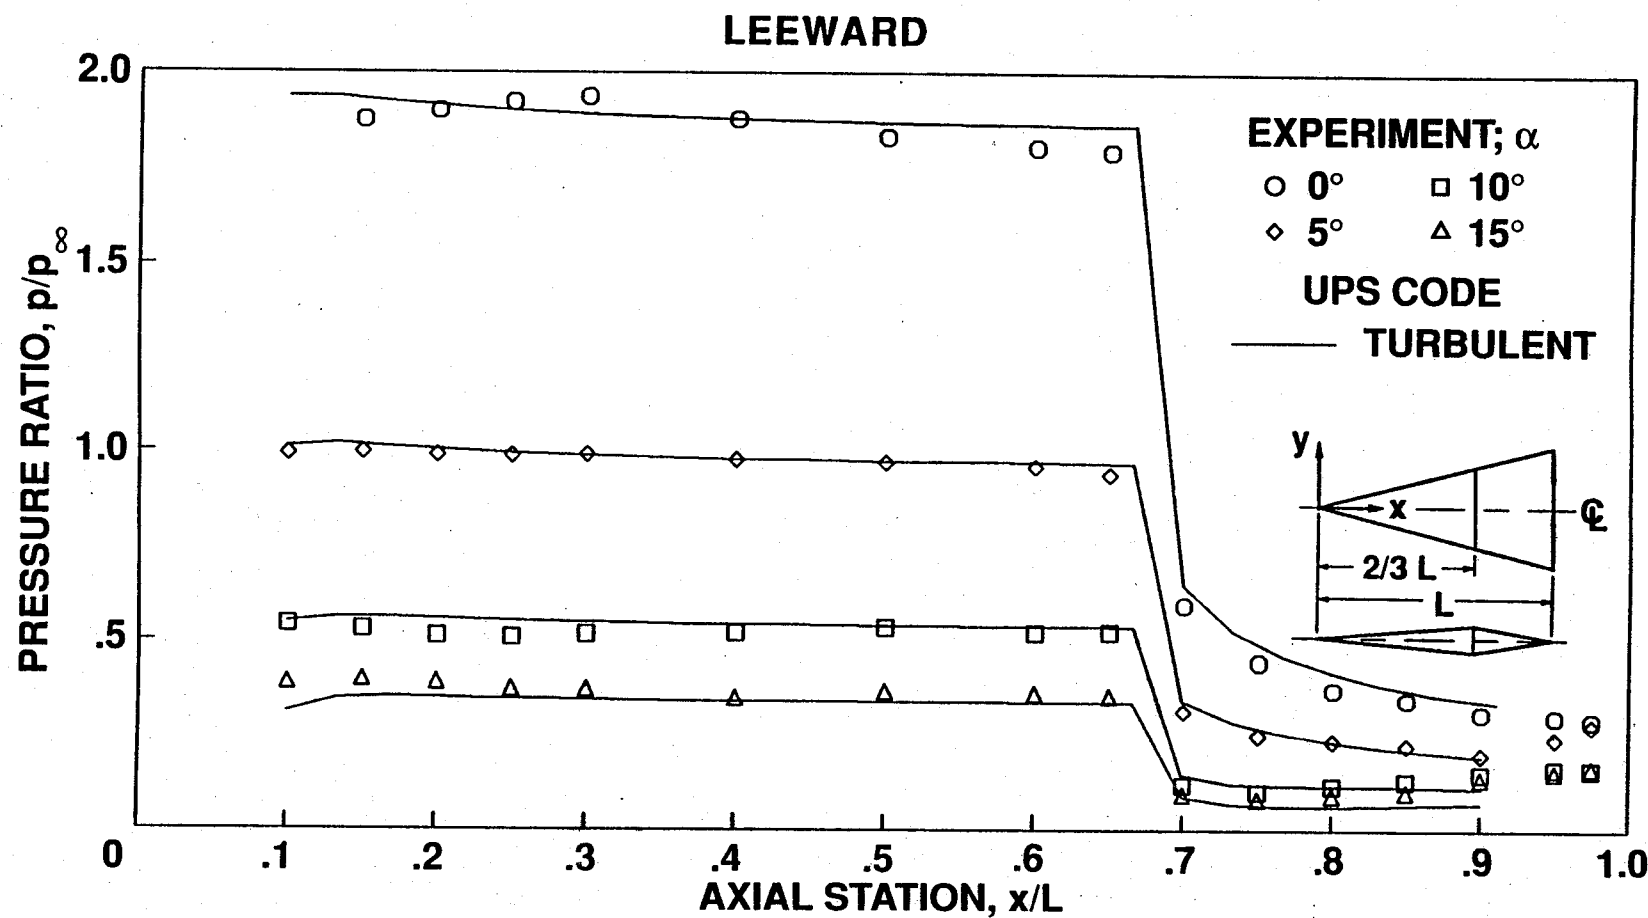 LEEWARD
2.0
1.5
1.0
.5
0
PRESSURE RATIO, p/p∞
EXPERIMENT; α
0° 10°
5° 15°
UPS CODE
TURBULENT
y
x
℄
2/3 L
L
.1 .2 .3 .4 .5 .6 .7 .8 .9 1.0
AXIAL STATION, x/L